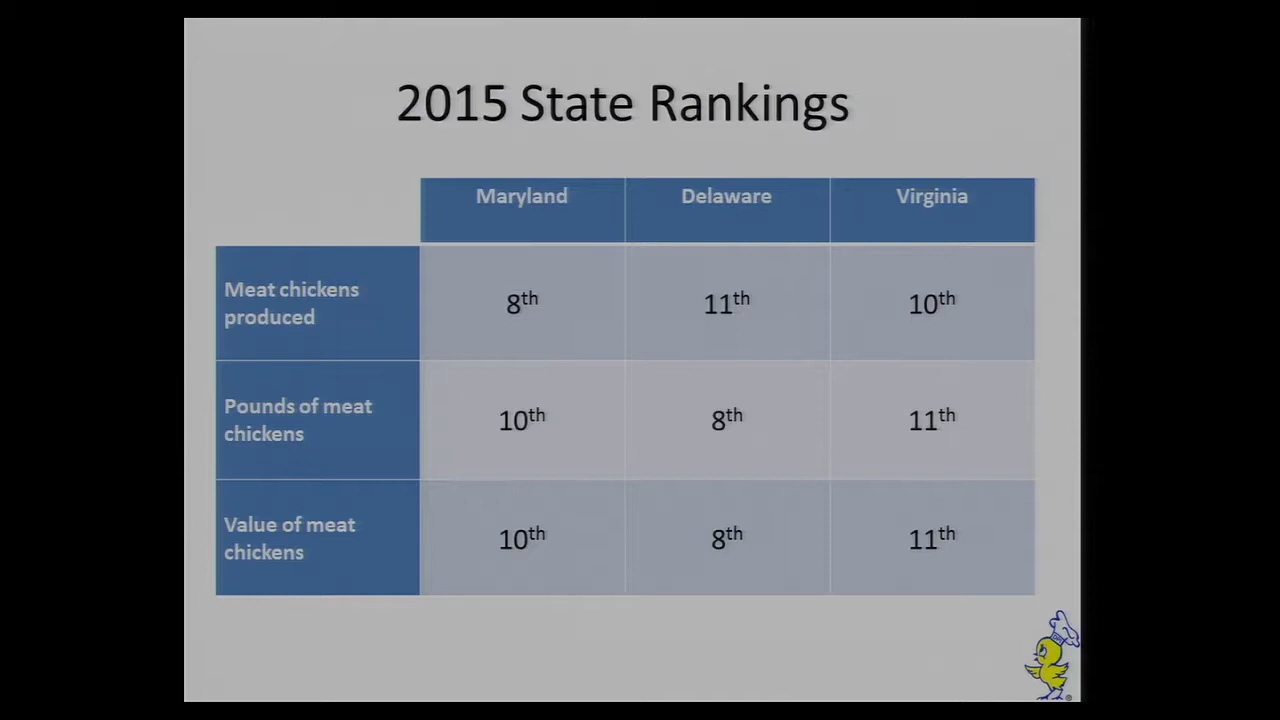 2015 State Rankings
Maryland Delaware Virginia
Meat chickens
produced
8th 11th 10th
Pounds of meat
chickens
10th 8th 11th
Value of meat
chickens
10th 8th 11th